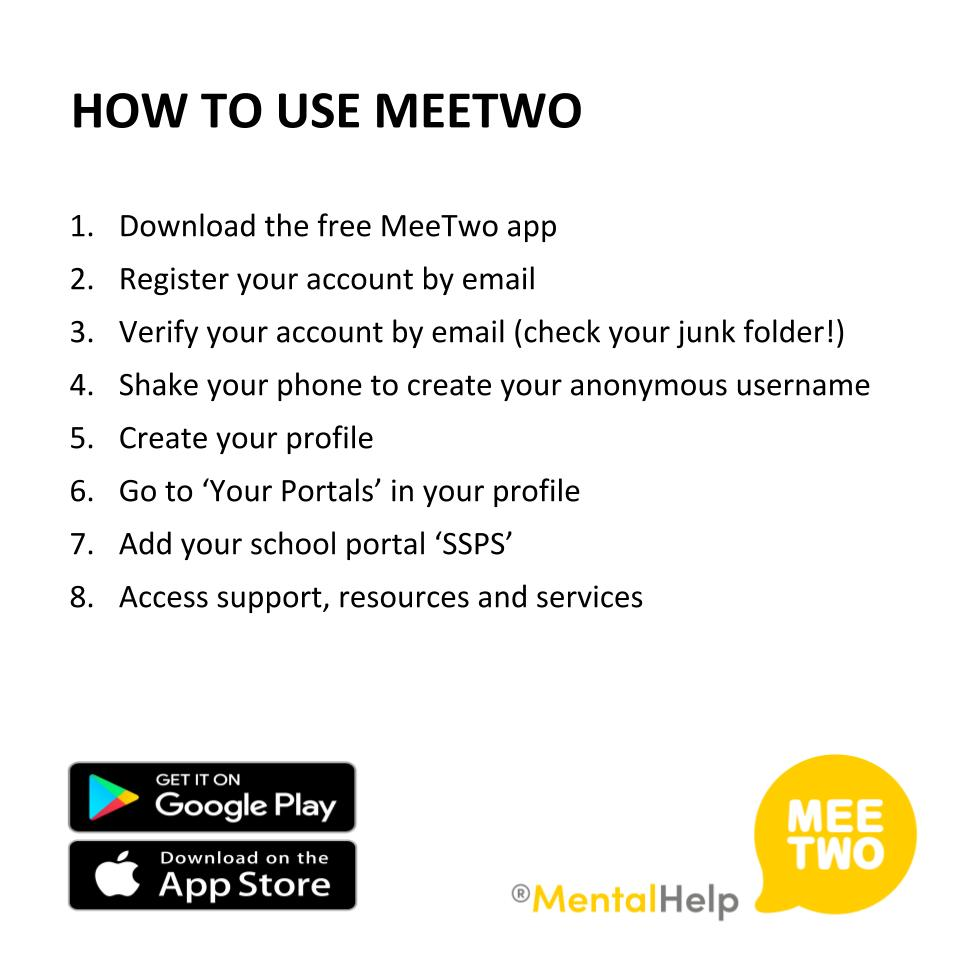 HOW TO USE MEETWO
1. Download the free MeeTwo app
2. Register your account by email
3. Verify your account by email (check your junk folder!)
4. Shake your phone to create your anonymous username
5. Create your profile
6. Go to ‘Your Portals’ in your profile
7. Add your school portal ‘SSPS’
8. Access support, resources and services
GET IT ON
Google Play
Download on the
App Store
®MentalHelp
MEE
TWO